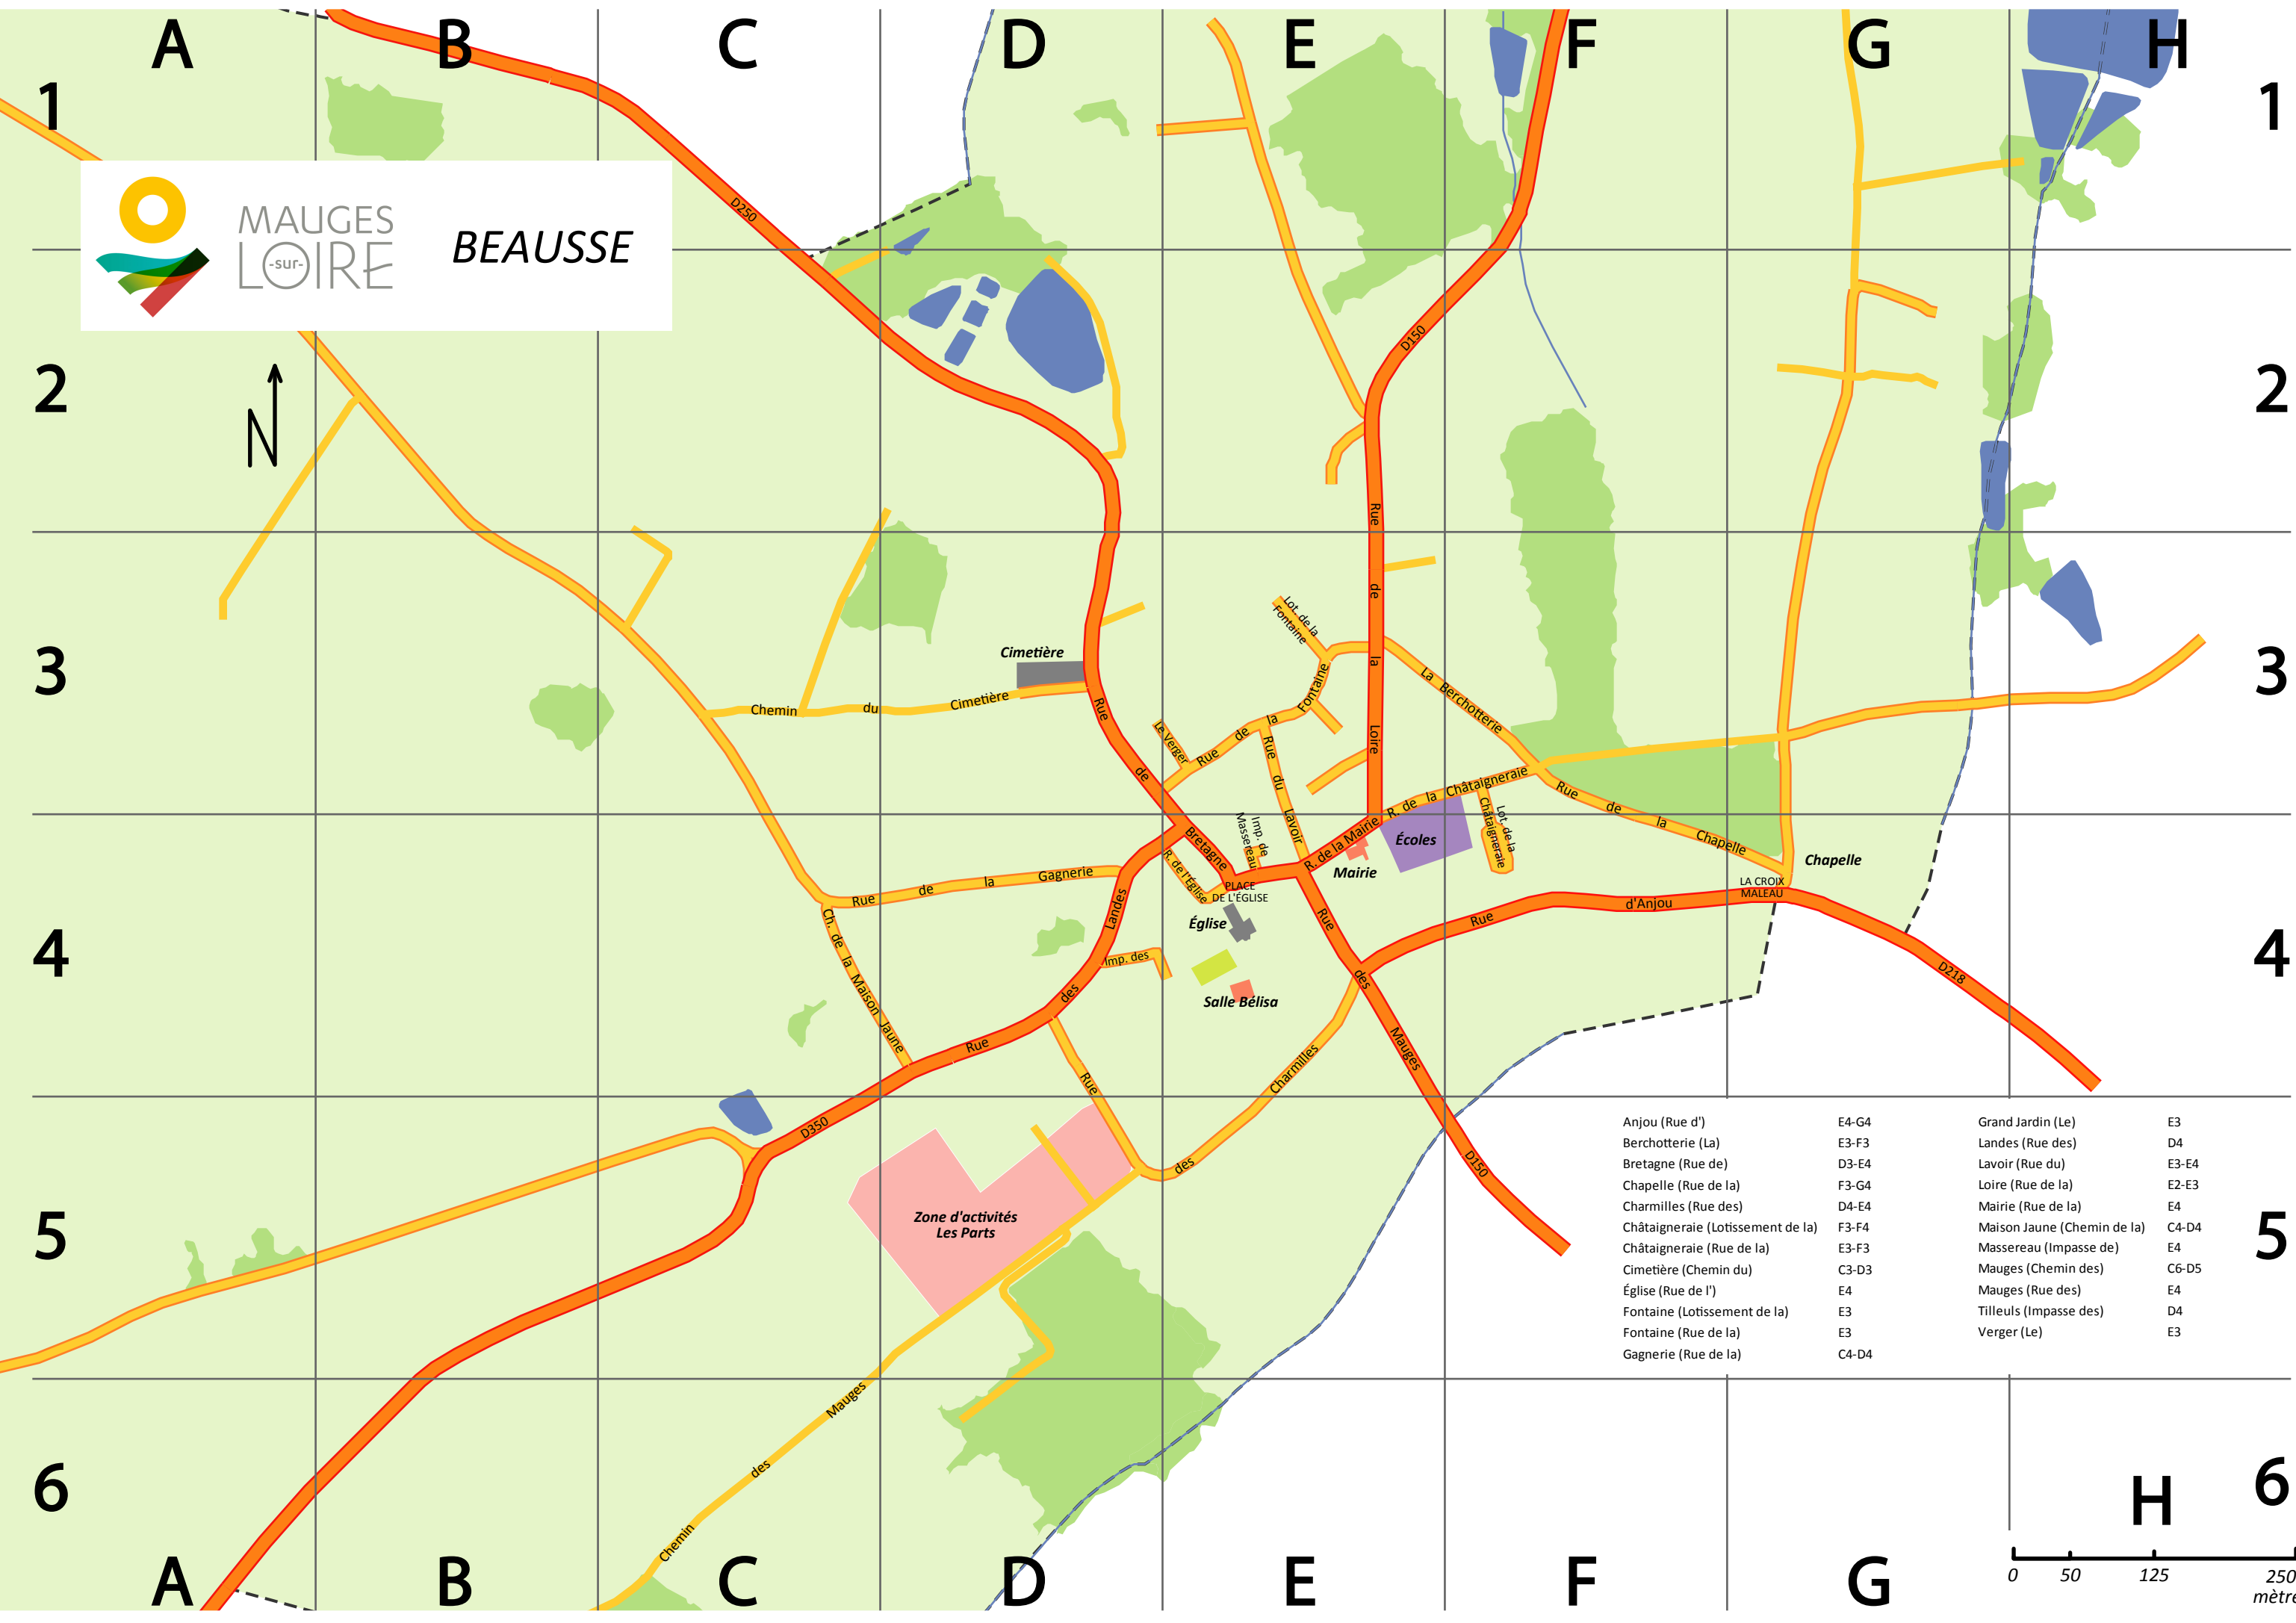 A B C D E F G H
1 1
MAUGES
-sur-
LOIRE
BEAUSSE
D250
N
2 2
D150
Rue de la Loire
3 3
Lot. de la
Fontaine
Cimetière
Chemin du Cimetière
La Berchotterie
Le Verger
Rue de la Fontaine
Rue du Lavoir
Rue de Bretagne
R. de la Châtaigneraie
Lot. de la
Châtaigneraie
Rue de la Chapelle
Imp. de
Massereau
R. de la Mairie
Écoles
Mairie
Chapelle
LA CROIX
MALEAU
Rue de la Gagnerie
R. de l'Église
PLACE
DE L'ÉGLISE
Église
4 4
Ch. de la Maison Jaune
Rue des Landes
Imp. des
Salle Bélisa
Rue des Mauges
Rue d'Anjou
D218
Rue des Charmilles
D350
D150
5 5
Zone d'activités
Les Parts
Chemin des Mauges
Anjou (Rue d') E4-G4
Berchotterie (La) E3-F3
Bretagne (Rue de) D3-E4
Chapelle (Rue de la) F3-G4
Charmilles (Rue des) D4-E4
Châtaigneraie (Lotissement de la) F3-F4
Châtaigneraie (Rue de la) E3-F3
Cimetière (Chemin du) C3-D3
Église (Rue de l') E4
Fontaine (Lotissement de la) E3
Fontaine (Rue de la) E3
Gagnerie (Rue de la) C4-D4
Grand Jardin (Le) E3
Landes (Rue des) D4
Lavoir (Rue du) E3-E4
Loire (Rue de la) E2-E3
Mairie (Rue de la) E4
Maison Jaune (Chemin de la) C4-D4
Massereau (Impasse de) E4
Mauges (Chemin des) C6-D5
Mauges (Rue des) E4
Tilleuls (Impasse des) D4
Verger (Le) E3
6 6
H
A B C D E F G
0 50 125 250
mètre